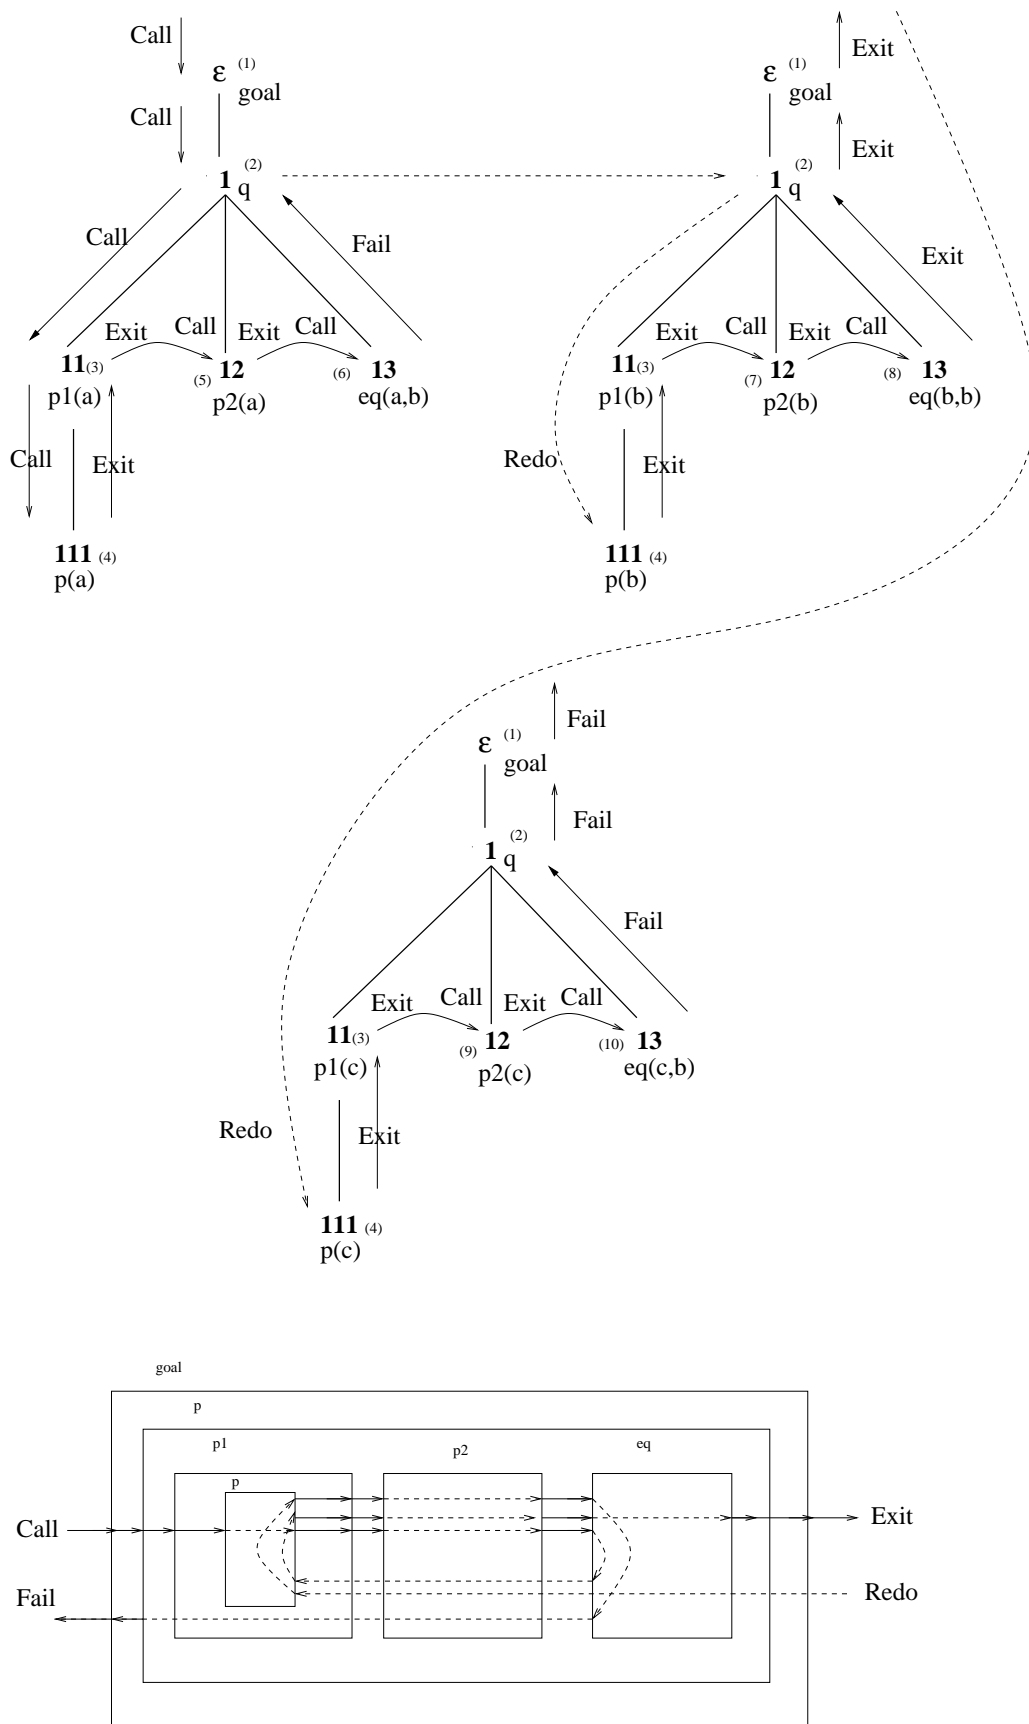 Call
Exit
ε (1)
goal
ε (1)
goal
Call
Exit
1 (2)
q
1 (2)
q
Call
Fail
Exit
Exit
Call
Exit
Call
Exit
Call
Exit
Call
11(3)
(5) 12
(6) 13
11(3)
(7) 12
(8) 13
p1(a)
p2(a)
eq(a,b)
p1(b)
p2(b)
eq(b,b)
Call
Exit
Redo
Exit
111 (4)
p(a)
111 (4)
p(b)
Fail
ε (1)
goal
Fail
1 (2)
q
Fail
Exit
Call
Exit
Call
11(3)
(9) 12
(10) 13
p1(c)
p2(c)
eq(c,b)
Redo
Exit
111 (4)
p(c)
goal
p
p1
p2
eq
p
Call
Exit
Fail
Redo